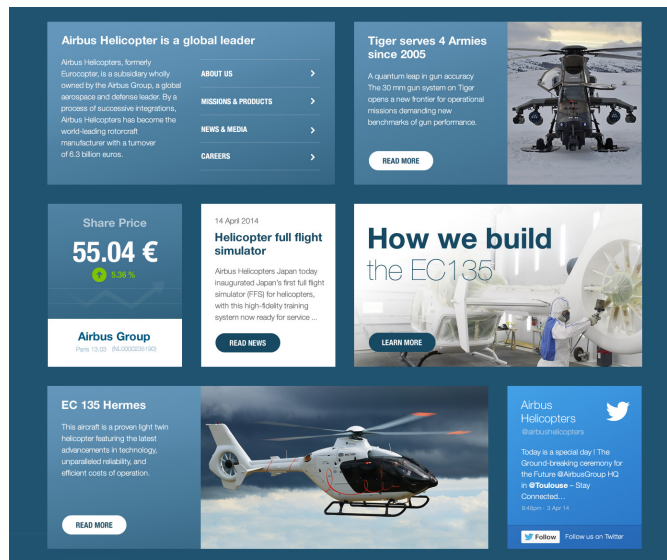 Airbus Helicopter is a global leader
Airbus Helicopters, formerly
Eurocopter, is a subsidiary wholly
owned by the Airbus Group, a global
aerospace and defense leader. By a
process of successive integrations,
Airbus Helicopters has become the
world-leading rotorcraft
manufacturer with a turnover
of 6.3 billion euros.
ABOUT US
MISSIONS & PRODUCTS
NEWS & MEDIA
CAREERS
Tiger serves 4 Armies
since 2005
A quantum leap in gun accuracy
The 30 mm gun system on Tiger
opens a new frontier for operational
missions demanding new
benchmarks of gun performance.
READ MORE
Share Price
55.04 €
5.36 %
Airbus Group
Paris 13.03 (NL0000235190)
14 April 2014
Helicopter full flight
simulator
Airbus Helicopters Japan today
inaugurated Japan's first full flight
simulator (FFS) for helicopters,
with this high-fidelity training
system now ready for service ...
READ NEWS
How we build
the EC135
LEARN MORE
EC 135 Hermes
This aircraft is a proven light twin
helicopter featuring the latest
advancements in technology,
unparalleled reliability, and
efficient costs of operation.
READ MORE
Airbus
Helicopters
@airbushelicopters
Today is a special day ! The
Ground-breaking ceremony for
the Future @AirbusGroup HQ
in @Toulouse – Stay
Connected…
9:48pm · 3 Apr 14
Follow
Follow us on Twitter